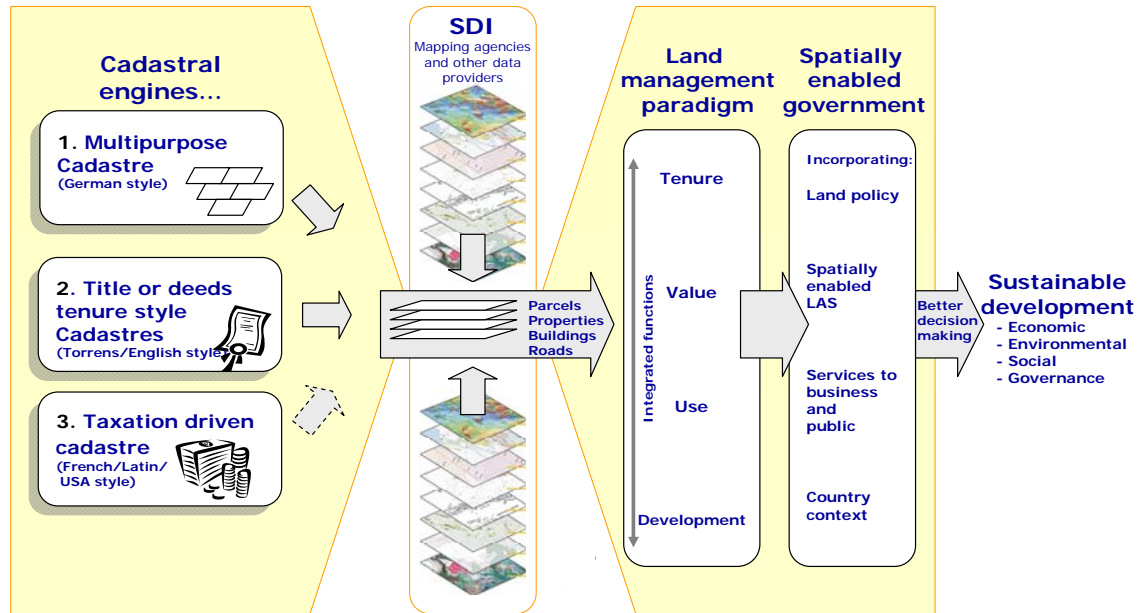 Cadastral
engines...
1. Multipurpose
Cadastre
(German style)
2. Title or deeds
tenure style
Cadastres
(Torrens/English style)
3. Taxation driven
cadastre
(French/Latin/
USA style)
SDI
Mapping agencies
and other data
providers
Parcels
Properties
Buildings
Roads
Land
management
paradigm
Integrated functions
Tenure
Value
Use
Development
Spatially
enabled
government
Incorporating:
Land policy
Spatially
enabled
LAS
Services to
business
and
public
Country
context
Better
decision
making
Sustainable
development
- Economic
- Environmental
- Social
- Governance